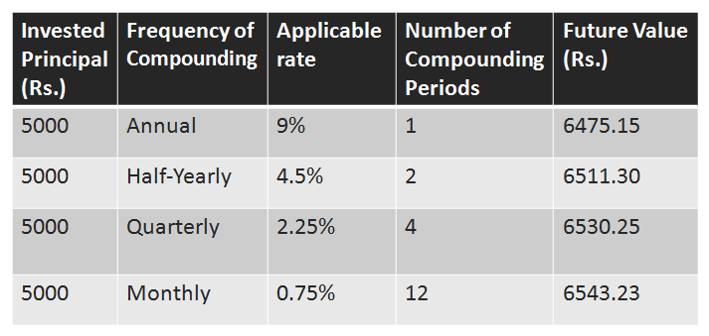 Invested Principal (Rs.) | Frequency of Compounding | Applicable rate | Number of Compounding Periods | Future Value (Rs.)
5000 | Annual | 9% | 1 | 6475.15
5000 | Half-Yearly | 4.5% | 2 | 6511.30
5000 | Quarterly | 2.25% | 4 | 6530.25
5000 | Monthly | 0.75% | 12 | 6543.23